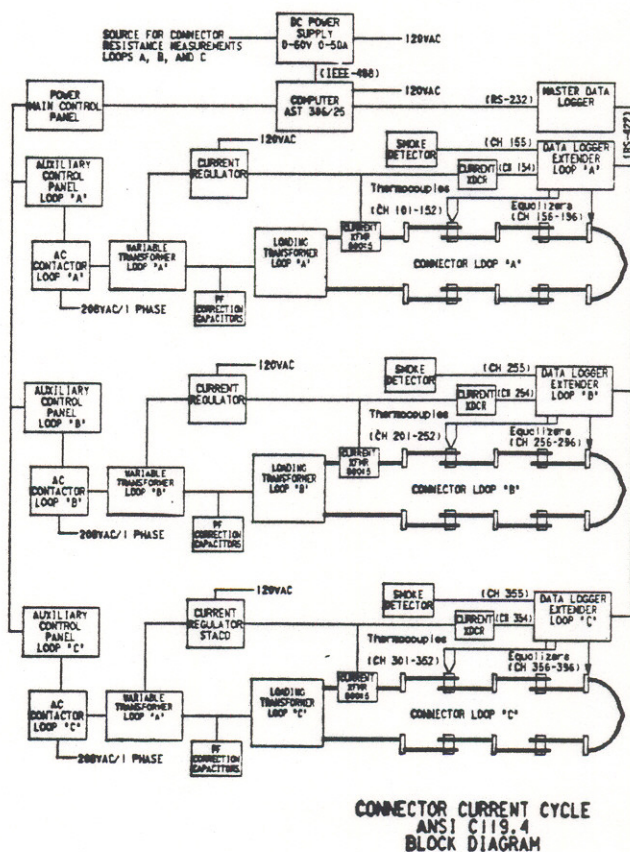 SOURCE FOR CONNECTOR
RESISTANCE MEASUREMENTS
LOOPS A, B, AND C
DC POWER
SUPPLY
0-60V 0-50A
120VAC
(IEEE-488)
POWER
MAIN CONTROL
PANEL
COMPUTER
AST 386/25
120VAC
(RS-232)
MASTER DATA
LOGGER
(RS-422)
AUXILIARY
CONTROL
PANEL
LOOP "A"
120VAC
CURRENT
REGULATOR
SMOKE
DETECTOR
(CH 155)
CURRENT
XDCR
(CH 154)
DATA LOGGER
EXTENDER
LOOP "A"
Thermocouples
(CH 101-152)
Equalizers
(CH 156-196)
AC
CONTACTOR
LOOP "A"
VARIABLE
TRANSFORMER
LOOP "A"
LOADING
TRANSFORMER
LOOP "A"
CURRENT
XFMR
CONNECTOR LOOP "A"
208VAC/1 PHASE
PF
CORRECTION
CAPACITORS
AUXILIARY
CONTROL
PANEL
LOOP "B"
120VAC
CURRENT
REGULATOR
SMOKE
DETECTOR
(CH 255)
CURRENT
XDCR
(CH 254)
DATA LOGGER
EXTENDER
LOOP "B"
Thermocouples
(CH 201-252)
Equalizers
(CH 256-296)
AC
CONTACTOR
LOOP "B"
VARIABLE
TRANSFORMER
LOOP "B"
LOADING
TRANSFORMER
LOOP "B"
CURRENT
XFMR
CONNECTOR LOOP "B"
208VAC/1 PHASE
PF
CORRECTION
CAPACITORS
AUXILIARY
CONTROL
PANEL
LOOP "C"
120VAC
CURRENT
REGULATOR
STACO
SMOKE
DETECTOR
(CH 355)
CURRENT
XDCR
(CH 354)
DATA LOGGER
EXTENDER
LOOP "C"
Thermocouples
(CH 301-352)
Equalizers
(CH 356-396)
AC
CONTACTOR
LOOP "C"
VARIABLE
TRANSFORMER
LOOP "A"
LOADING
TRANSFORMER
LOOP "C"
CURRENT
XFMR
CONNECTOR LOOP "C"
208VAC/1 PHASE
PF
CORRECTION
CAPACITORS
CONNECTOR CURRENT CYCLE
ANSI C119.4
BLOCK DIAGRAM